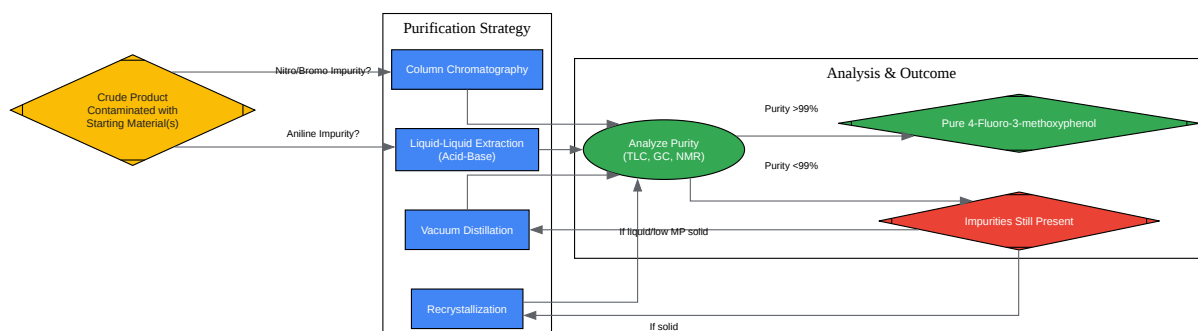 Purification Strategy
Column Chromatography
Nitro/Bromo Impurity?
Crude Product
Contaminated with
Starting Material(s)
Aniline Impurity?
Liquid-Liquid Extraction
(Acid-Base)
Vacuum Distillation
Recrystallization
Analysis & Outcome
Purity >99%
Pure 4-Fluoro-3-methoxyphenol
Analyze Purity
(TLC, GC, NMR)
Purity <99%
Impurities Still Present
If liquid/low MP solid
If solid